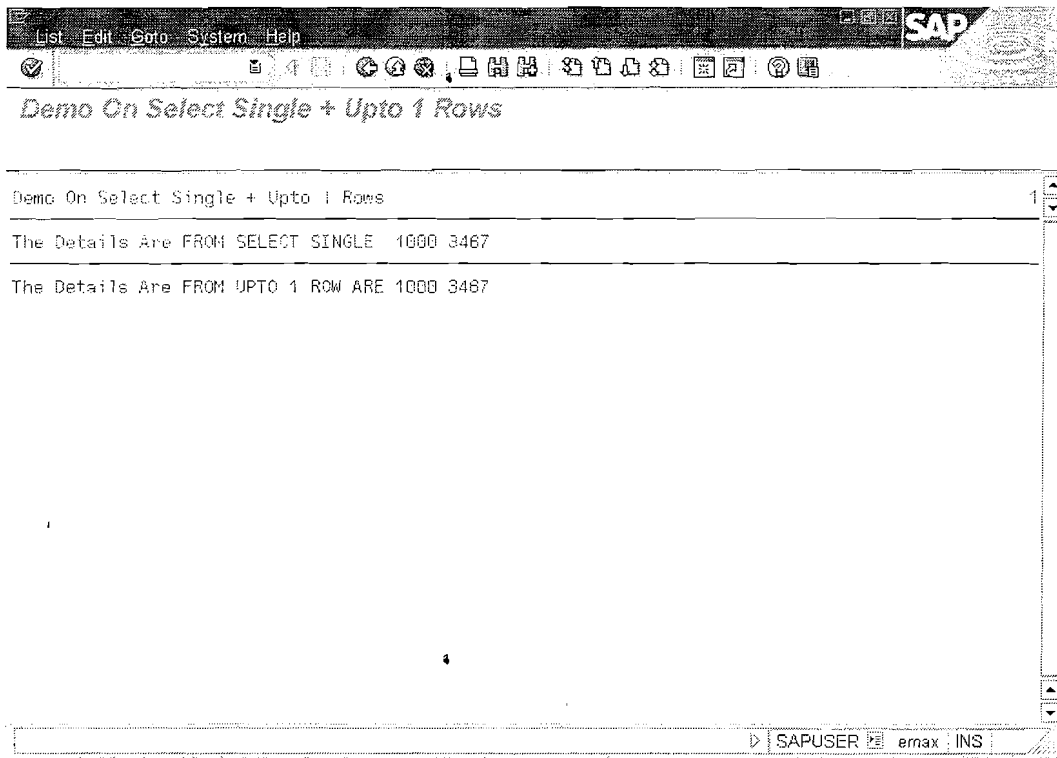 List Edit Goto System Help
SAP
Demo On Select Single + Upto 1 Rows
Demo On Select Single + Upto 1 Rows 1
The Details Are FROM SELECT SINGLE 1000 3467
The Details Are FROM UPTO 1 ROW ARE 1000 3467
SAPUSER emax INS